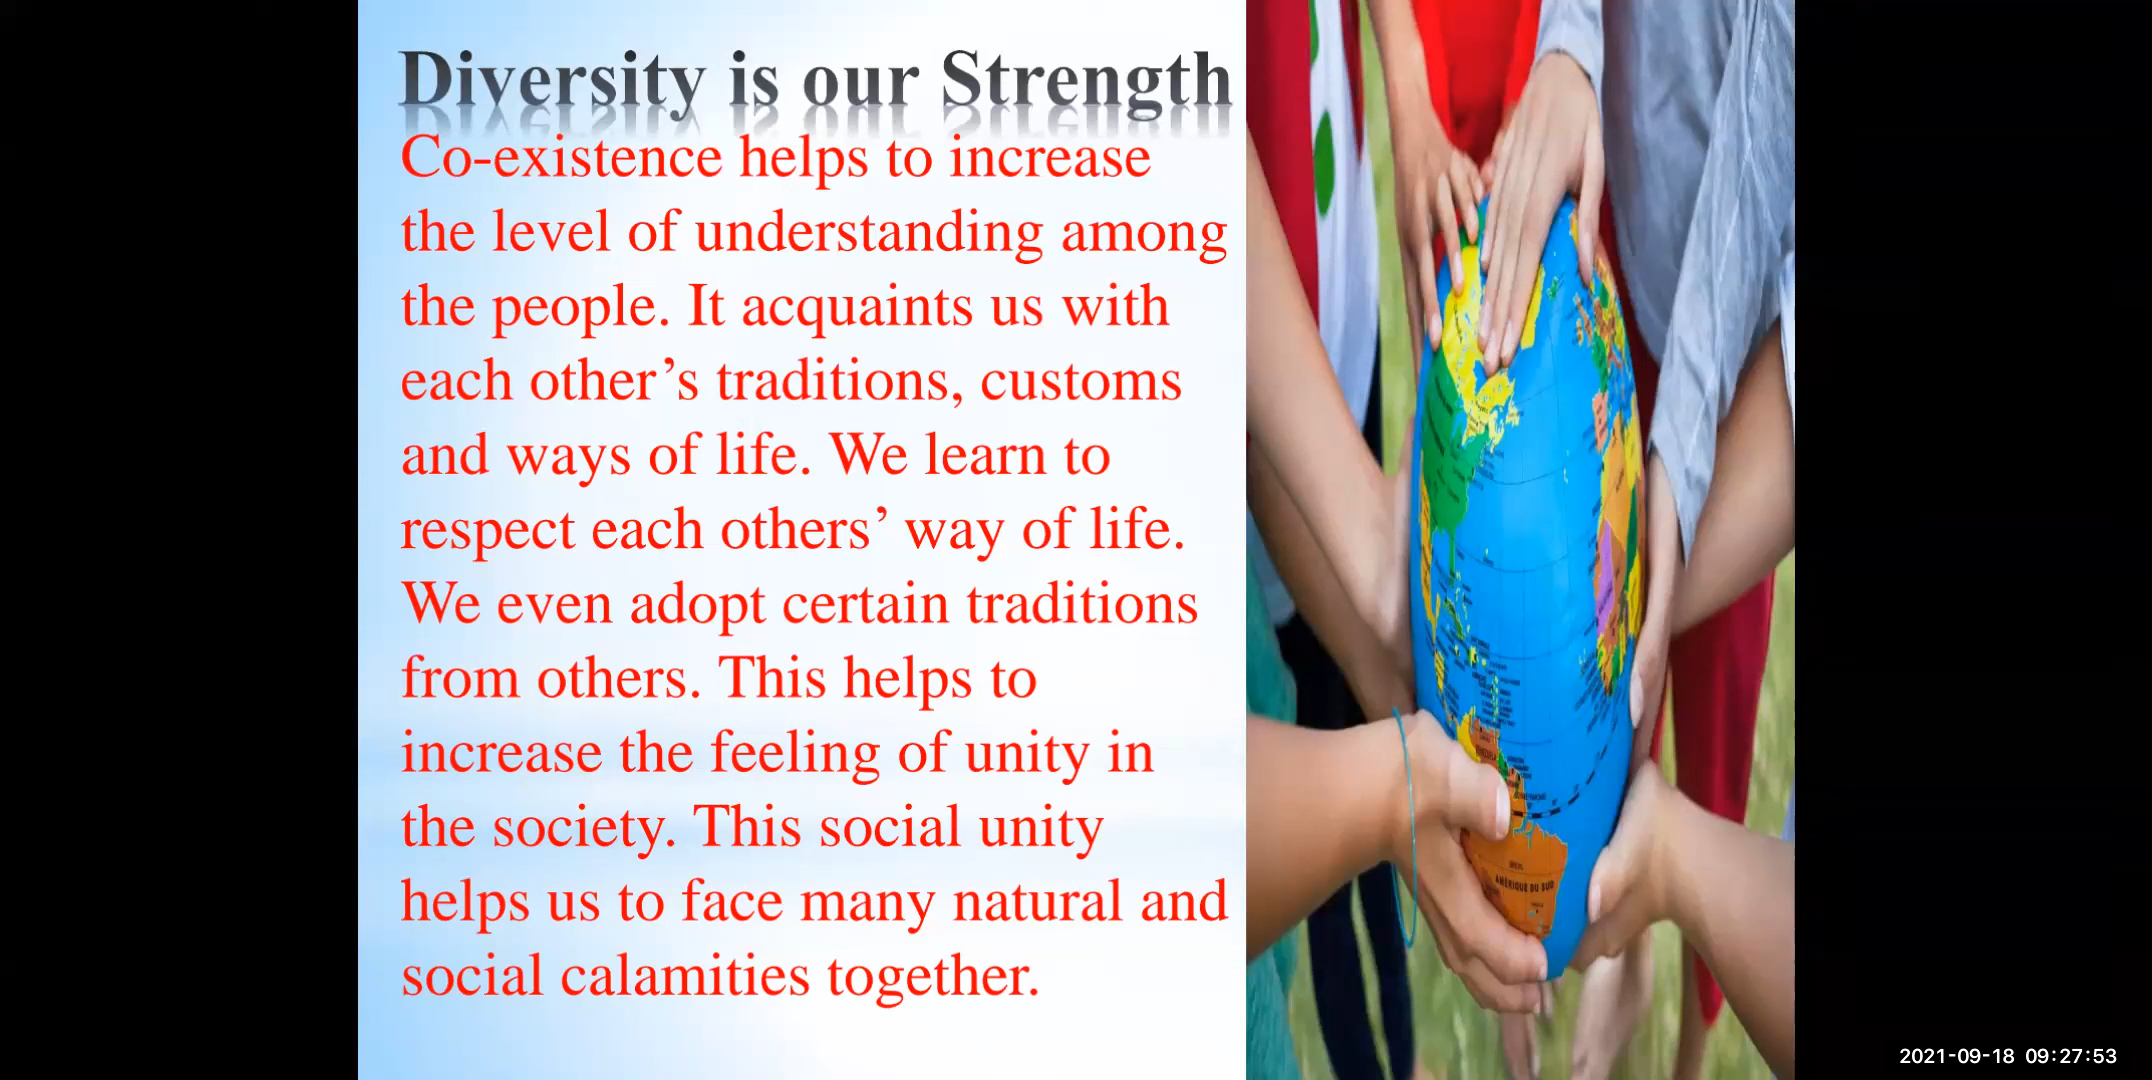 Diversity is our Strength
Co-existence helps to increase
the level of understanding among
the people. It acquaints us with
each other’s traditions, customs
and ways of life. We learn to
respect each others’ way of life.
We even adopt certain traditions
from others. This helps to
increase the feeling of unity in
the society. This social unity
helps us to face many natural and
social calamities together.
AMÉRIQUE DU SUD
2021-09-18 09:27:53